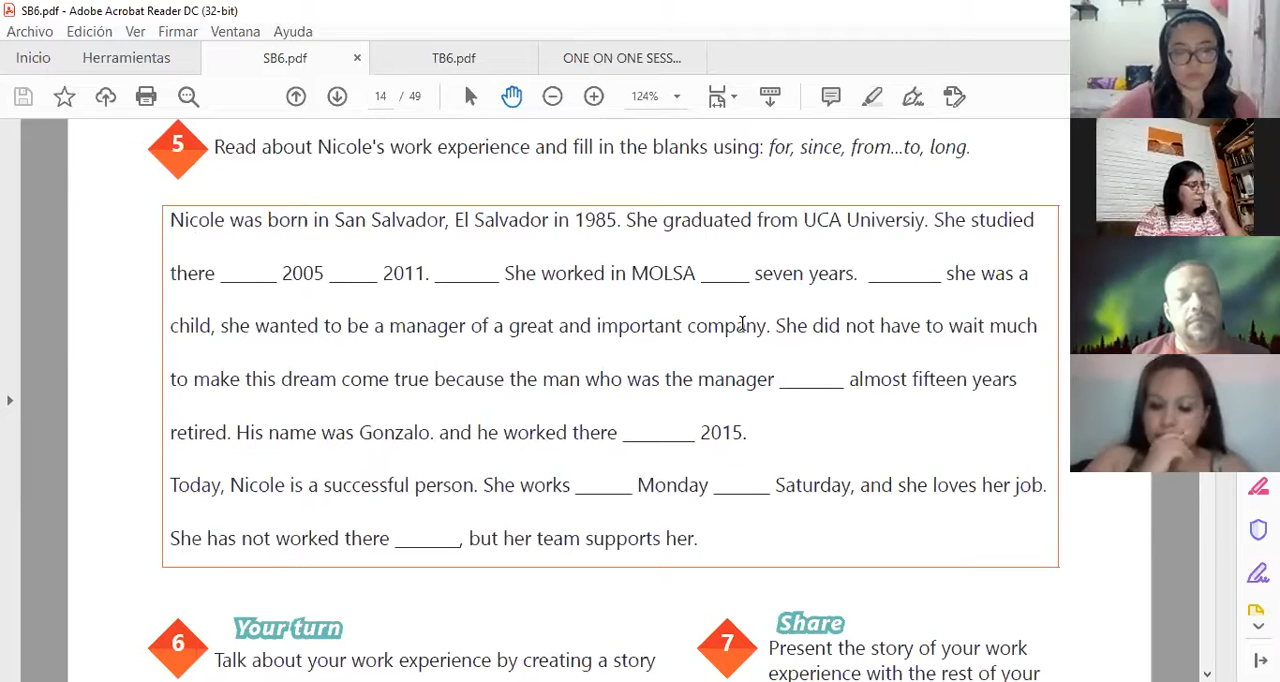 SB6.pdf - Adobe Acrobat Reader DC (32-bit)
Archivo Edición Ver Firmar Ventana Ayuda
Inicio Herramientas SB6.pdf × TB6.pdf ONE ON ONE SESS...
14 / 49 124%
5 Read about Nicole's work experience and fill in the blanks using: for, since, from...to, long.
Nicole was born in San Salvador, El Salvador in 1985. She graduated from UCA Universiy. She studied
there ______ 2005 _____ 2011. _______ She worked in MOLSA _____ seven years. ________ she was a
child, she wanted to be a manager of a great and important company. She did not have to wait much
to make this dream come true because the man who was the manager _______ almost fifteen years
retired. His name was Gonzalo. and he worked there ________ 2015.
Today, Nicole is a successful person. She works ______ Monday ______ Saturday, and she loves her job.
She has not worked there _______, but her team supports her.
6 Your turn
Talk about your work experience by creating a story
7 Share
Present the story of your work
experience with the rest of your